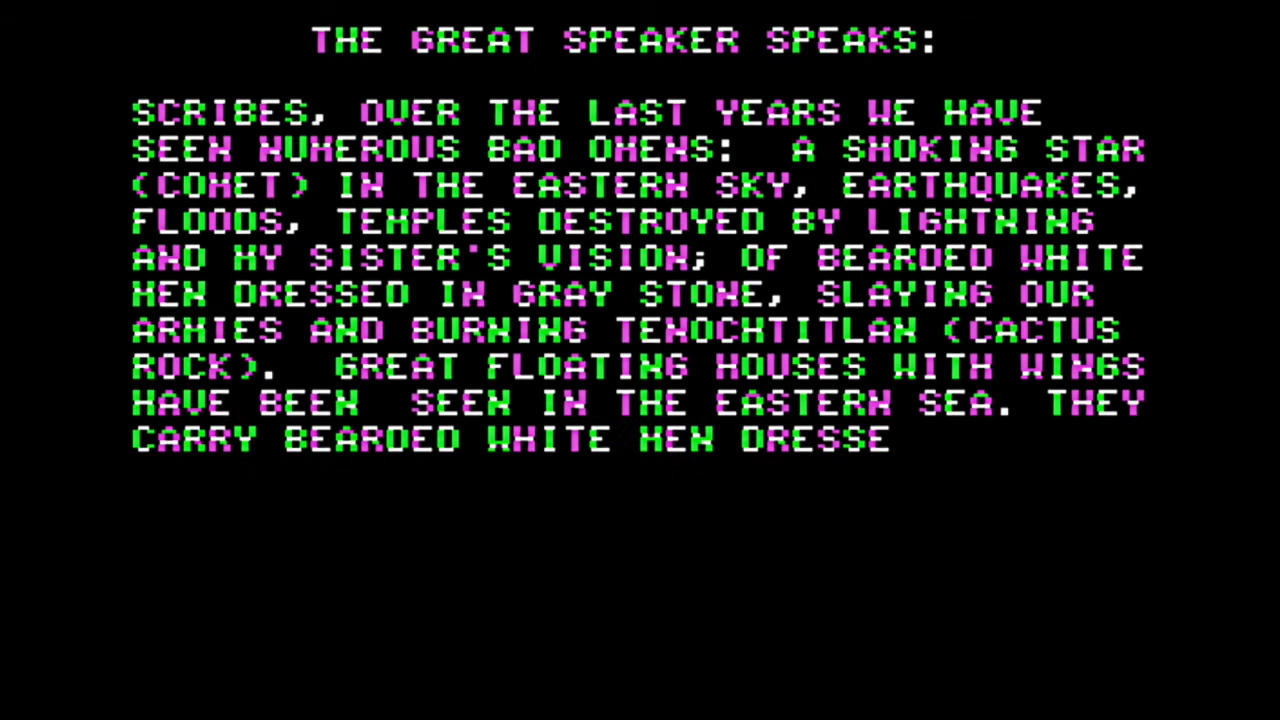 THE GREAT SPEAKER SPEAKS:
SCRIBES, OVER THE LAST YEARS WE HAVE
SEEN NUMEROUS BAD OMENS:  A SMOKING STAR
(COMET) IN THE EASTERN SKY, EARTHQUAKES,
FLOODS, TEMPLES DESTROYED BY LIGHTNING
AND MY SISTER'S VISION; OF BEARDED WHITE
MEN DRESSED IN GRAY STONE, SLAYING OUR
ARMIES AND BURNING TENOCHTITLAN (CACTUS
ROCK).  GREAT FLOATING HOUSES WITH WINGS
HAVE BEEN  SEEN IN THE EASTERN SEA. THEY
CARRY BEARDED WHITE MEN DRESSE